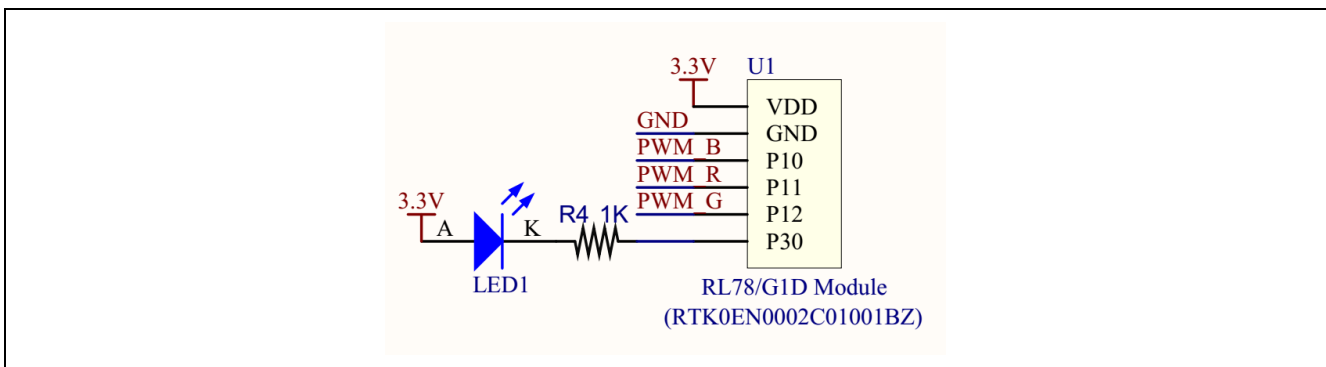 3.3V
U1
VDD
GND
GND
PWM_B
P10
PWM_R
P11
PWM_G
P12
3.3V
A
K
R4 1K
P30
LED1
RL78/G1D Module
(RTK0EN0002C01001BZ)